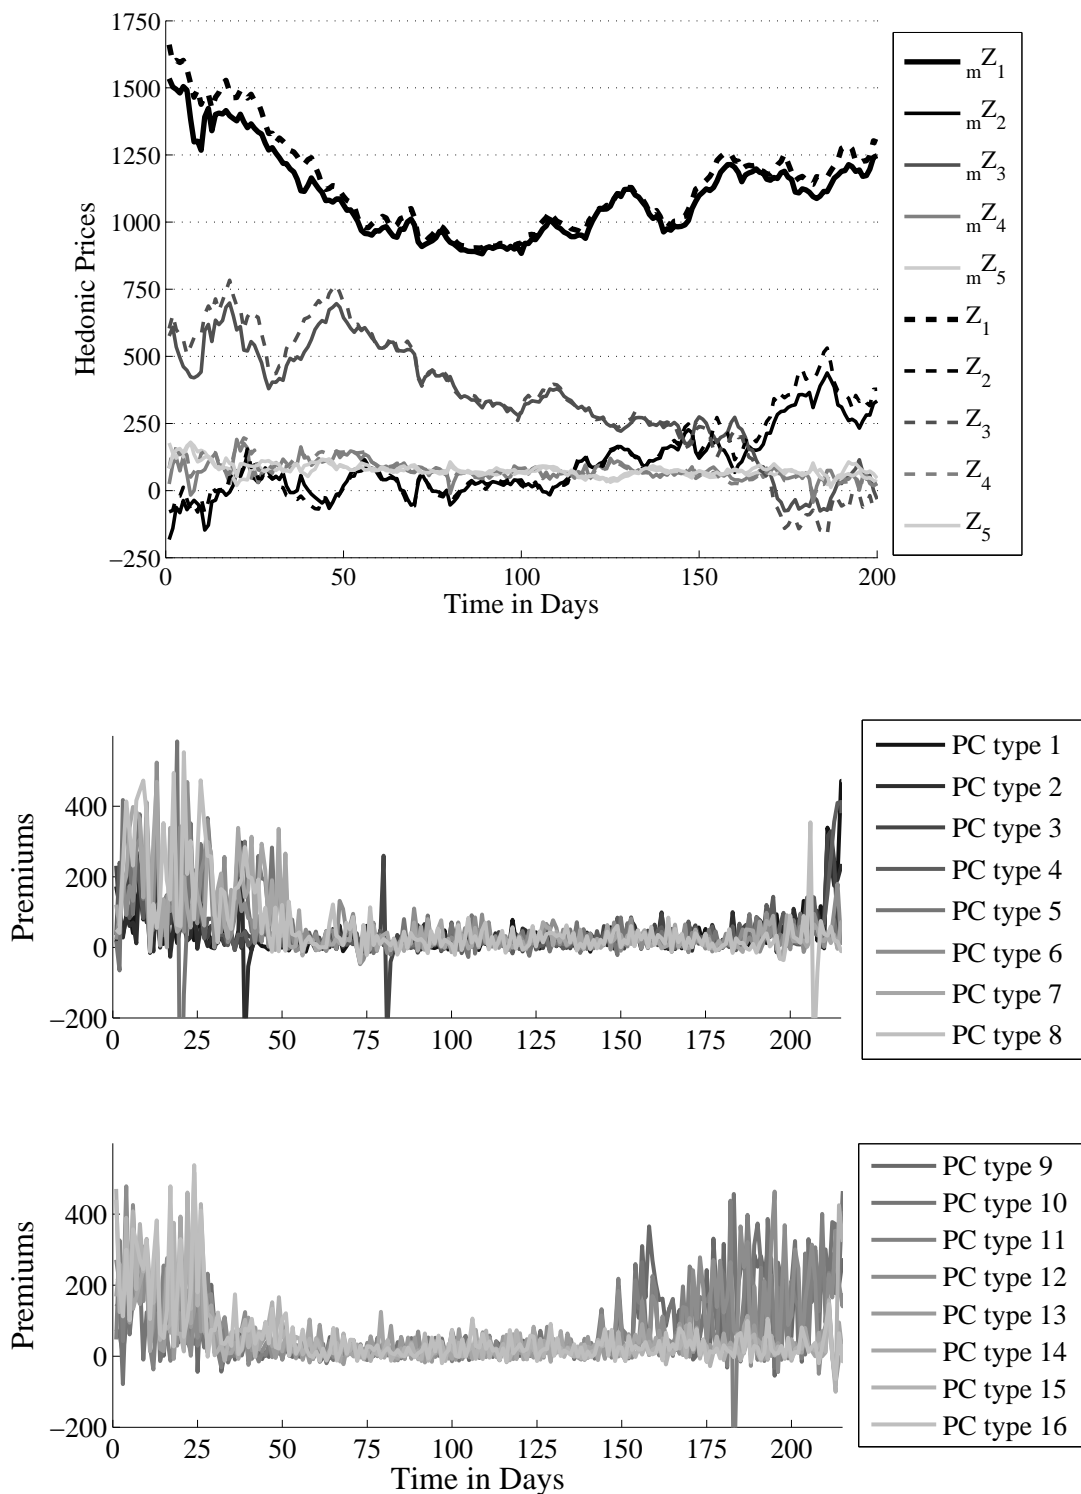 1750
1500
1250
1000
750
500
250
0
−250
Hedonic Prices
0 50 100 150 200
Time in Days
mZ1
mZ2
mZ3
mZ4
mZ5
Z1
Z2
Z3
Z4
Z5
400
200
0
−200
Premiums
0 25 50 75 100 125 150 175 200
PC type 1
PC type 2
PC type 3
PC type 4
PC type 5
PC type 6
PC type 7
PC type 8
400
200
0
−200
Premiums
0 25 50 75 100 125 150 175 200
Time in Days
PC type 9
PC type 10
PC type 11
PC type 12
PC type 13
PC type 14
PC type 15
PC type 16